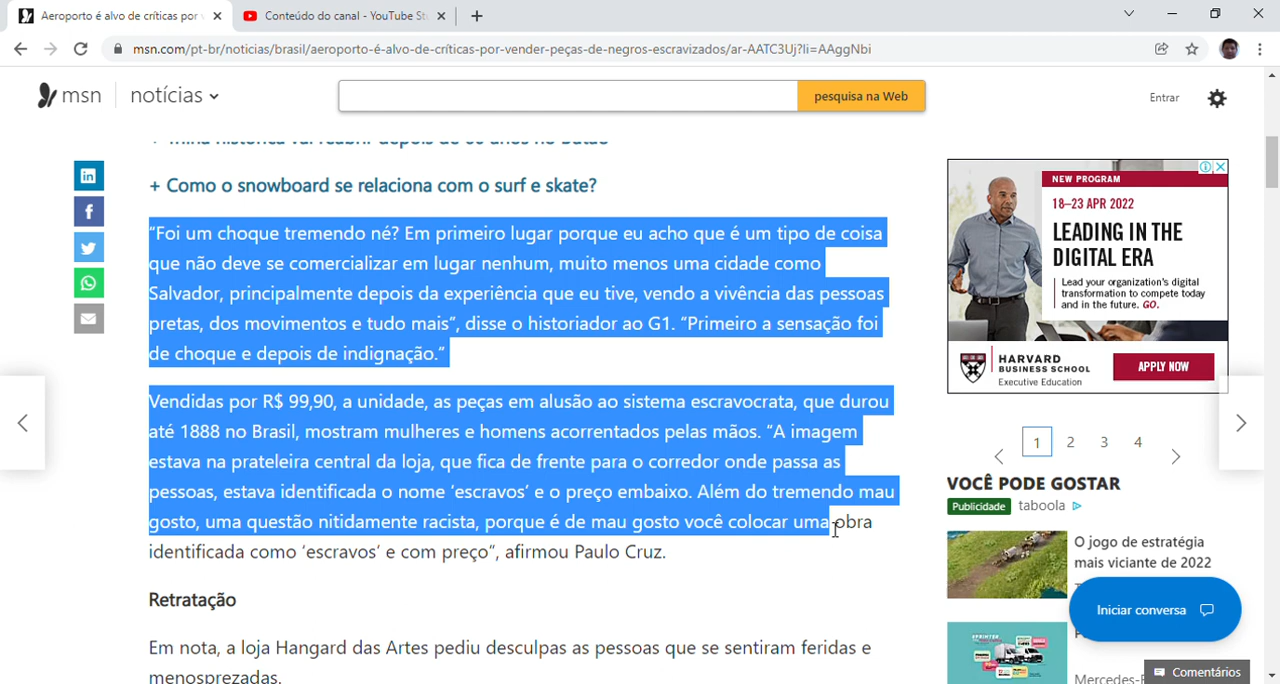 Aeroporto é alvo de críticas por v
Conteúdo do canal - YouTube St
msn.com/pt-br/noticias/brasil/aeroporto-é-alvo-de-críticas-por-vender-peças-de-negros-escravizados/ar-AATC3Uj?li=AAggNbi
msn
notícias
pesquisa na Web
Entrar
+ Como o snowboard se relaciona com o surf e skate?
“Foi um choque tremendo né? Em primeiro lugar porque eu acho que é um tipo de coisa
que não deve se comercializar em lugar nenhum, muito menos uma cidade como
Salvador, principalmente depois da experiência que eu tive, vendo a vivência das pessoas
pretas, dos movimentos e tudo mais”, disse o historiador ao G1. “Primeiro a sensação foi
de choque e depois de indignação.”
Vendidas por R$ 99,90, a unidade, as peças em alusão ao sistema escravocrata, que durou
até 1888 no Brasil, mostram mulheres e homens acorrentados pelas mãos. “A imagem
estava na prateleira central da loja, que fica de frente para o corredor onde passa as
pessoas, estava identificada o nome ‘escravos’ e o preço embaixo. Além do tremendo mau
gosto, uma questão nitidamente racista, porque é de mau gosto você colocar uma obra
identificada como ‘escravos’ e com preço”, afirmou Paulo Cruz.
Retratação
Em nota, a loja Hangard das Artes pediu desculpas as pessoas que se sentiram feridas e
menosprezadas.
NEW PROGRAM
18–23 APR 2022
LEADING IN THE
DIGITAL ERA
Lead your organization's digital
transformation to compete today
and in the future. GO.
HARVARD
BUSINESS SCHOOL
Executive Education
APPLY NOW
1 2 3 4
VOCÊ PODE GOSTAR
Publicidade taboola
O jogo de estratégia
mais viciante de 2022
Iniciar conversa
Comentários